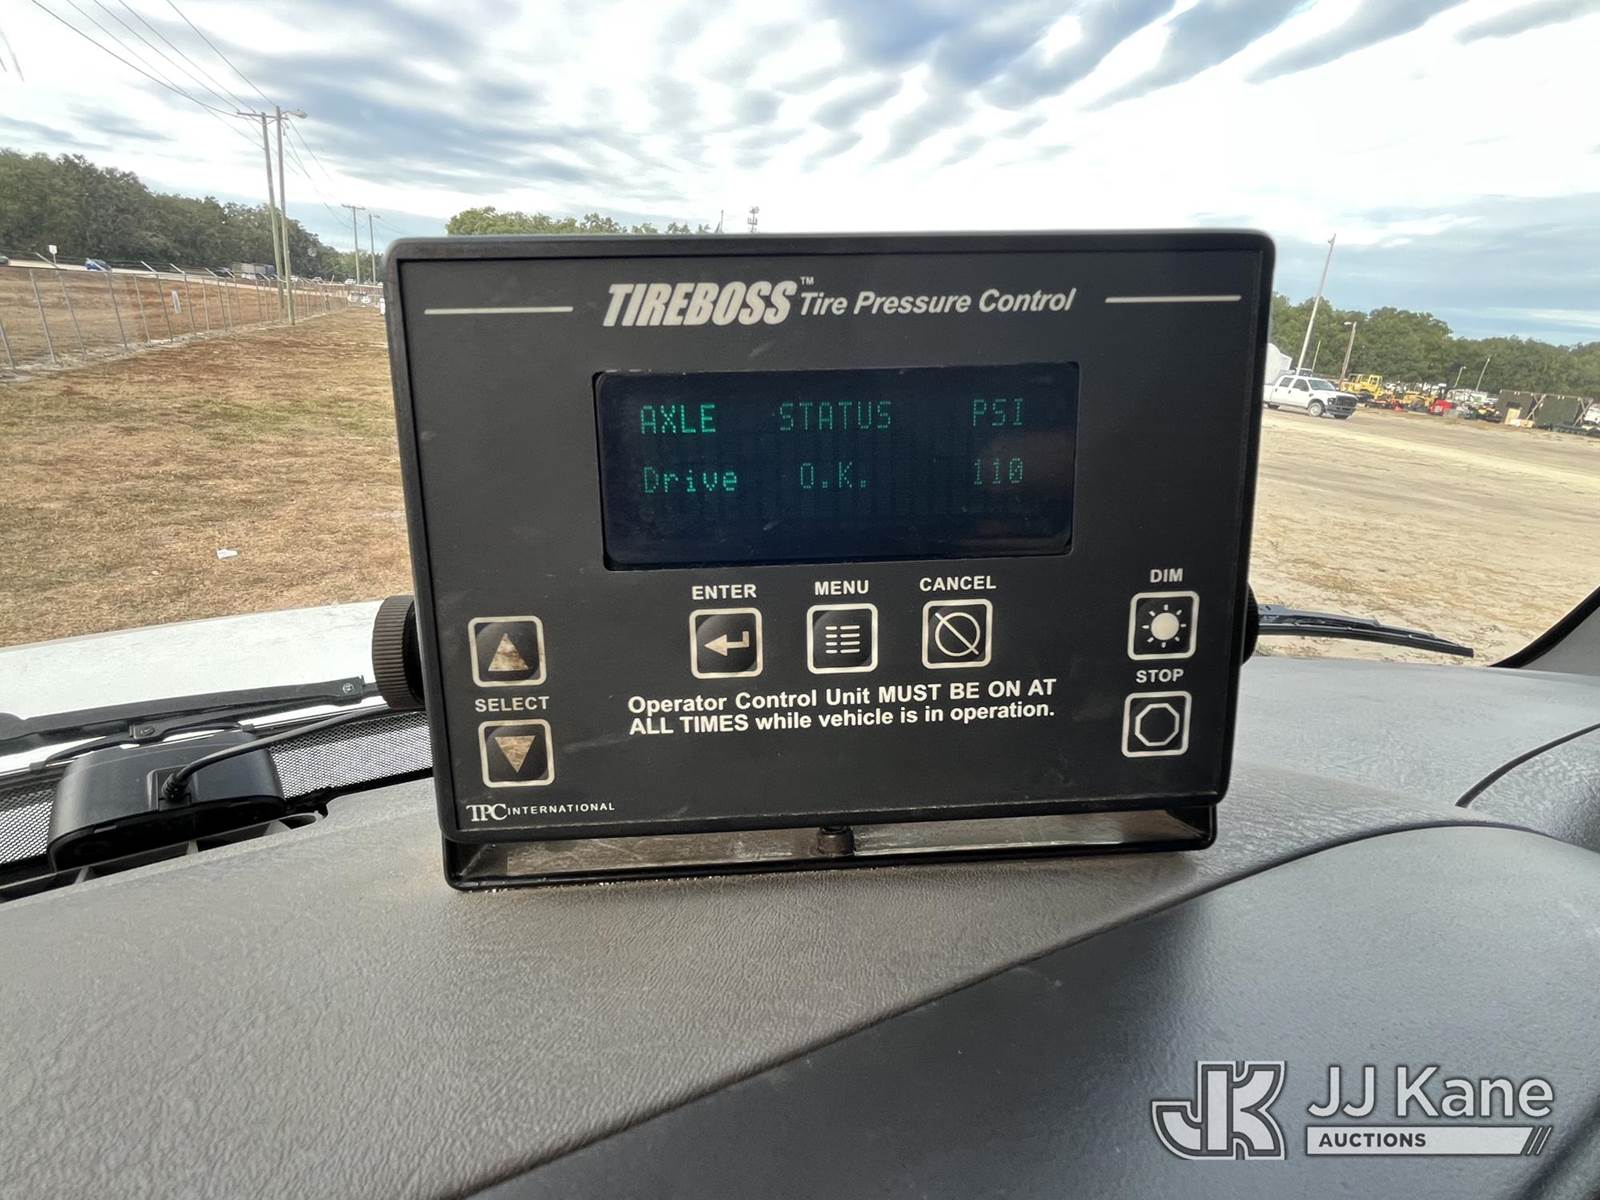 TIREBOSS™ Tire Pressure Control
AXLE STATUS PSI
Drive O.K. 110
ENTER MENU CANCEL
DIM
SELECT
STOP
Operator Control Unit MUST BE ON AT
ALL TIMES while vehicle is in operation.
TPC INTERNATIONAL
JK JJ Kane
AUCTIONS